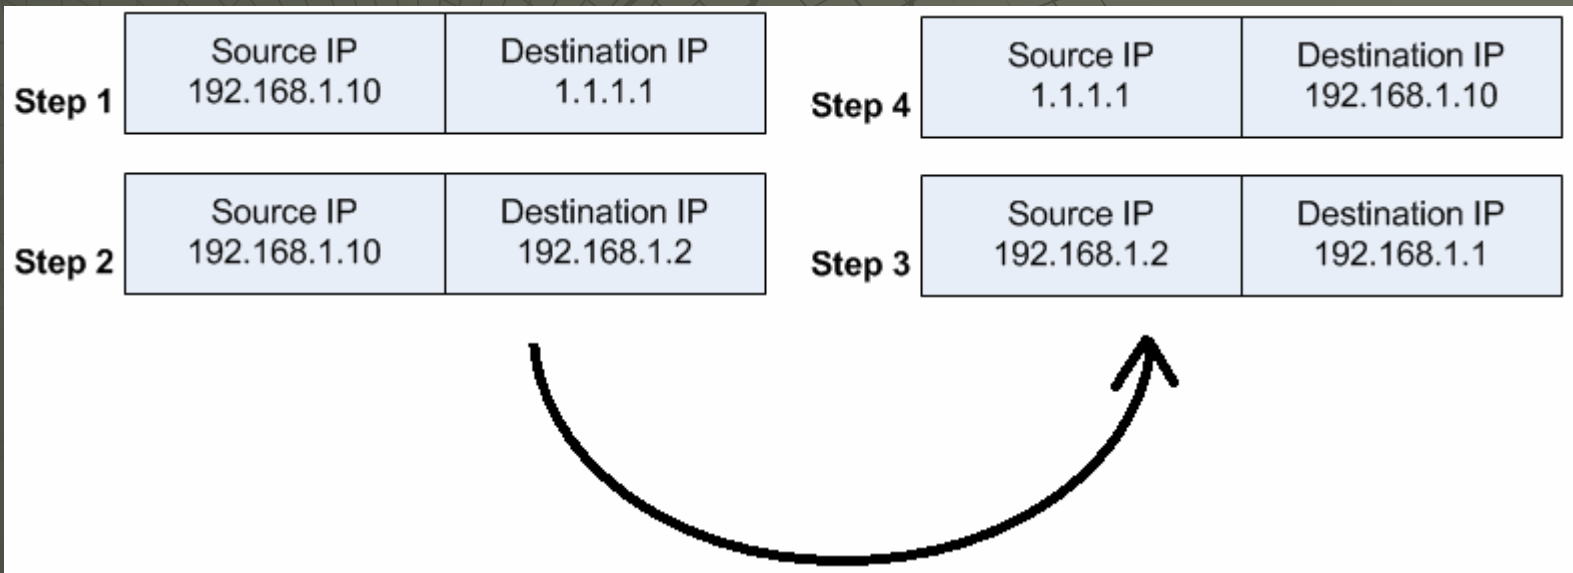 Step 1
Source IP
192.168.1.10
Destination IP
1.1.1.1
Step 2
Source IP
192.168.1.10
Destination IP
192.168.1.2
Step 4
Source IP
1.1.1.1
Destination IP
192.168.1.10
Step 3
Source IP
192.168.1.2
Destination IP
192.168.1.1